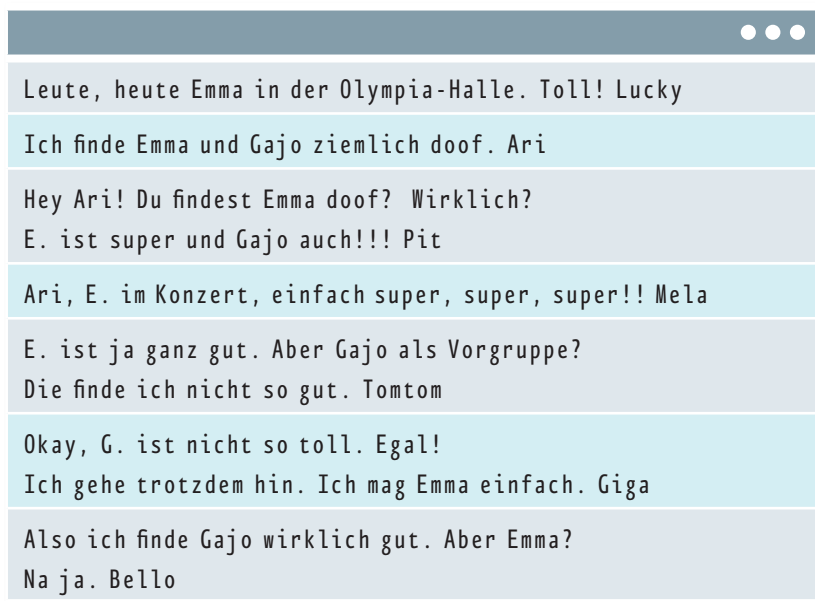 Leute, heute Emma in der Olympia-Halle. Toll! Lucky
Ich finde Emma und Gajo ziemlich doof. Ari
Hey Ari! Du findest Emma doof? Wirklich?
E. ist super und Gajo auch!!! Pit
Ari, E. im Konzert, einfach super, super, super!! Mela
E. ist ja ganz gut. Aber Gajo als Vorgruppe?
Die finde ich nicht so gut. Tomtom
Okay, G. ist nicht so toll. Egal!
Ich gehe trotzdem hin. Ich mag Emma einfach. Giga
Also ich finde Gajo wirklich gut. Aber Emma?
Na ja. Bello